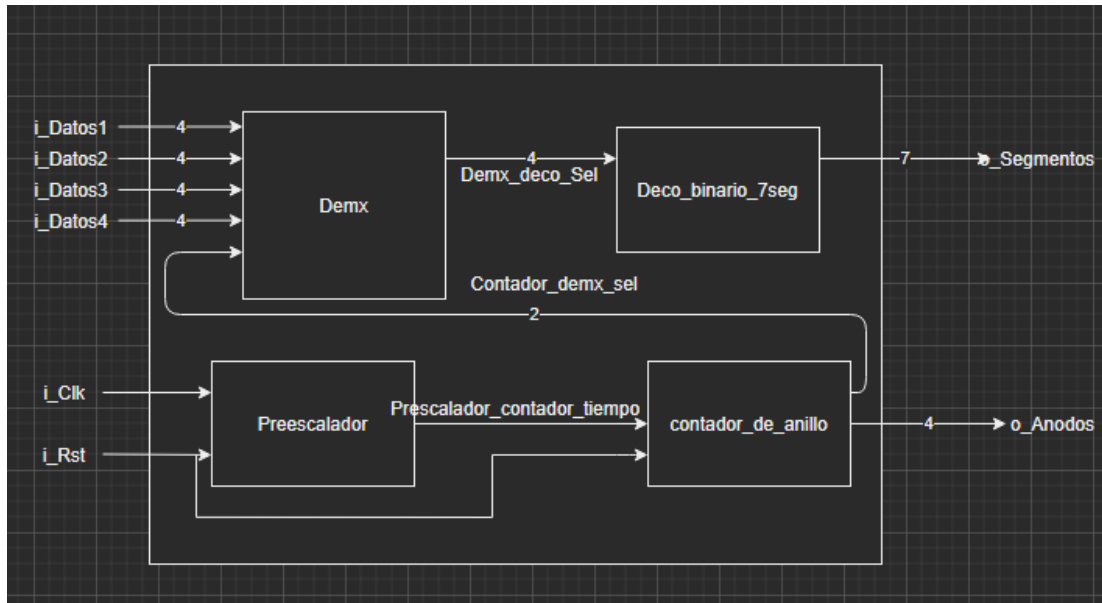 i_Datos1
4
i_Datos2
4
i_Datos3
4
i_Datos4
4
Demx
4
Demx_deco_Sel
Deco_binario_7seg
7
o_Segmentos
Contador_demx_sel
2
i_Clk
i_Rst
Preescalador
Prescalador_contador_tiempo
contador_de_anillo
4
o_Anodos